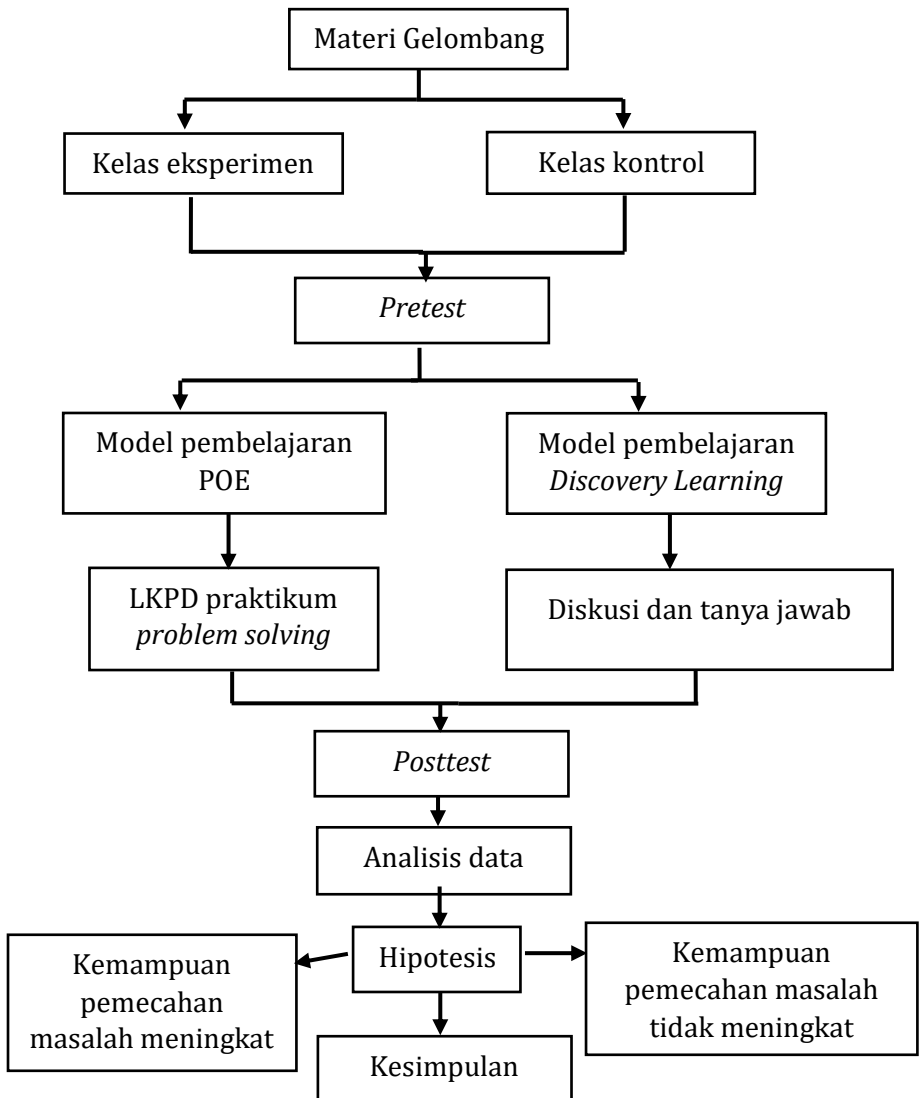 Materi Gelombang
Kelas eksperimen
Kelas kontrol
Pretest
Model pembelajaran
POE
Model pembelajaran
Discovery Learning
LKPD praktikum
problem solving
Diskusi dan tanya jawab
Posttest
Analisis data
Hipotesis
Kemampuan
pemecahan
masalah meningkat
Kemampuan
pemecahan masalah
tidak meningkat
Kesimpulan